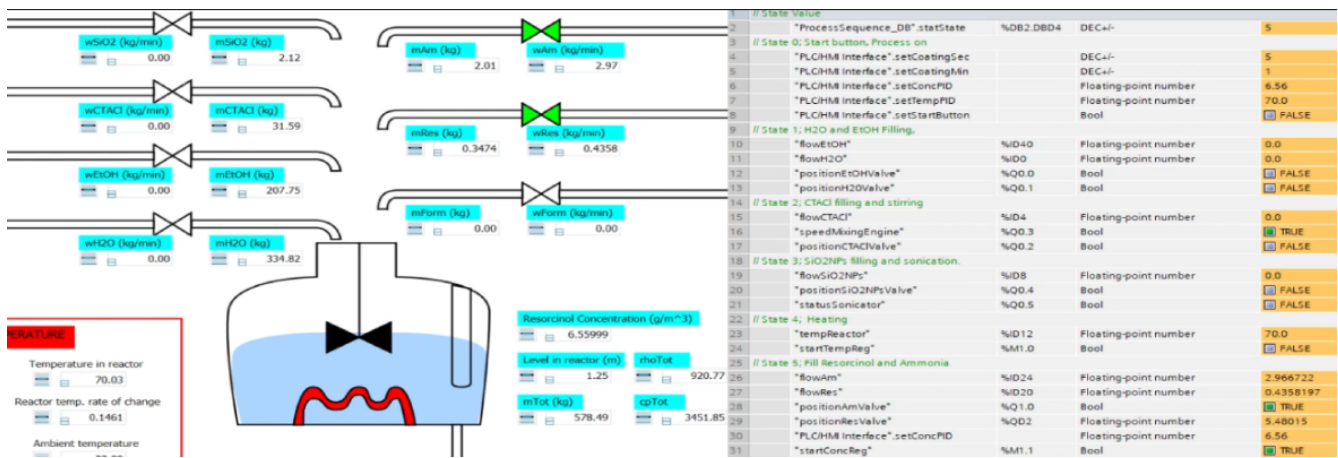 wSiO2 (kg/min) mSiO2 (kg)
0.00 2.12
mAm (kg) wAm (kg/min)
2.01 2.97
wCTACl (kg/min) mCTACl (kg)
0.00 31.59
mRes (kg) wRes (kg/min)
0.3474 0.4358
wEtOH (kg/min) mEtOH (kg)
0.00 207.75
mForm (kg) wForm (kg/min)
0.00 0.00
wH2O (kg/min) mH2O (kg)
0.00 334.82
PERATURE
Temperature in reactor
70.03
Reactor temp. rate of change
0.1461
Ambient temperature
Resorcinol Concentration (g/m^3)
6.55999
Level in reactor (m) rhoTot
1.25 920.77
mTot (kg) cpTot
578.49 3451.85
1 // State Value
2 "ProcessSequence_DB".statState %DB2.DBD4 DEC+/- 5
3 // State 0; Start button, Process on
4 "PLC/HMI Interface".setCoatingSec DEC+/- 5
5 "PLC/HMI Interface".setCoatingMin DEC+/- 1
6 "PLC/HMI Interface".setConcPID Floating-point number 6.56
7 "PLC/HMI Interface".setTempPID Floating-point number 70.0
8 "PLC/HMI Interface".setStartButton Bool FALSE
9 // State 1; H2O and EtOH Filling,
10 "flowEtOH" %ID40 Floating-point number 0.0
11 "flowH2O" %ID0 Floating-point number 0.0
12 "positionEtOHValve" %Q0.0 Bool FALSE
13 "positionH2OValve" %Q0.1 Bool FALSE
14 // State 2; CTACl filling and stirring
15 "flowCTACl" %ID4 Floating-point number 0.0
16 "speedMixingEngine" %Q0.3 Bool TRUE
17 "positionCTAClValve" %Q0.2 Bool FALSE
18 // State 3; SiO2NPs filling and sonication.
19 "flowSiO2NPs" %ID8 Floating-point number 0.0
20 "positionSiO2NPsValve" %Q0.4 Bool FALSE
21 "statusSonicator" %Q0.5 Bool FALSE
22 // State 4; Heating
23 "tempReactor" %ID12 Floating-point number 70.0
24 "startTempReg" %M1.0 Bool FALSE
25 // State 5; Fill Resorcinol and Ammonia
26 "flowAm" %ID24 Floating-point number 2.966722
27 "flowRes" %ID20 Floating-point number 0.4358197
28 "positionAmValve" %Q1.0 Bool TRUE
29 "positionResValve" %QD2 Floating-point number 5.48015
30 "PLC/HMI Interface".setConcPID Floating-point number 6.56
31 "startConcReg" %M1.1 Bool TRUE